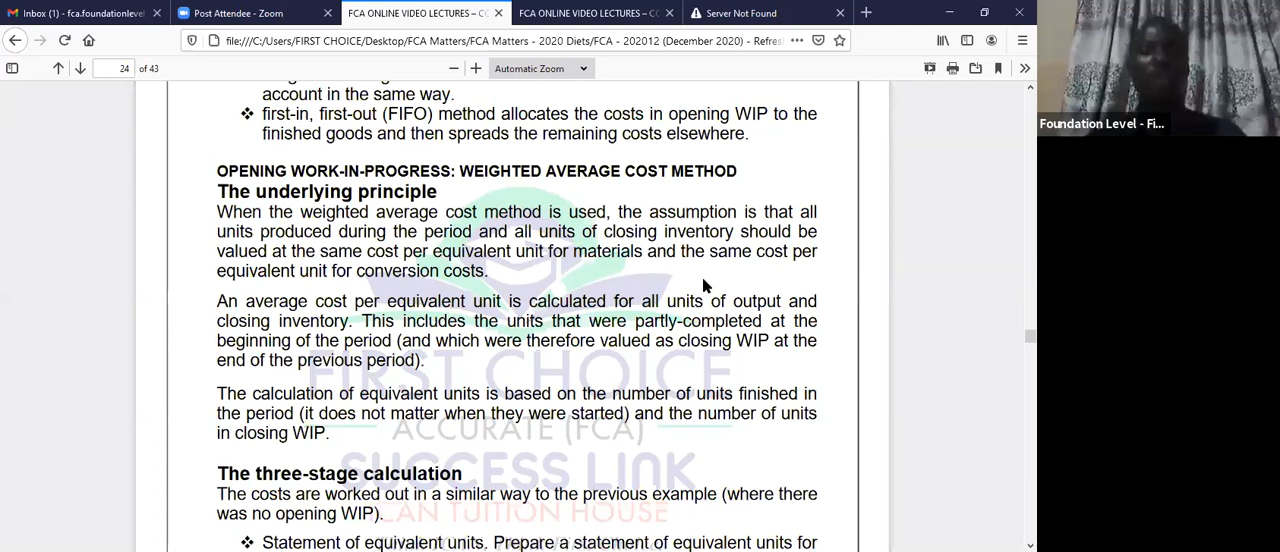 Inbox (1) - fca.foundationlevel
Post Attendee - Zoom
FCA ONLINE VIDEO LECTURES – CO
FCA ONLINE VIDEO LECTURES – CO
Server Not Found
file:///C:/Users/FIRST CHOICE/Desktop/FCA Matters/FCA Matters - 2020 Diets/FCA - 202012 (December 2020) - Refres
24 of 43
Automatic Zoom
Foundation Level - Fi...
account in the same way.
❖ first-in, first-out (FIFO) method allocates the costs in opening WIP to the
finished goods and then spreads the remaining costs elsewhere.
OPENING WORK-IN-PROGRESS: WEIGHTED AVERAGE COST METHOD
The underlying principle
When the weighted average cost method is used, the assumption is that all
units produced during the period and all units of closing inventory should be
valued at the same cost per equivalent unit for materials and the same cost per
equivalent unit for conversion costs.
An average cost per equivalent unit is calculated for all units of output and
closing inventory. This includes the units that were partly-completed at the
beginning of the period (and which were therefore valued as closing WIP at the
end of the previous period).
FIRST CHOICE
The calculation of equivalent units is based on the number of units finished in
the period (it does not matter when they were started) and the number of units
in closing WIP.
ACCURATE (FCA)
SUCCESS LINK
The three-stage calculation
The costs are worked out in a similar way to the previous example (where there
was no opening WIP).
ICAN TUITION HOUSE
❖ Statement of equivalent units. Prepare a statement of equivalent units for